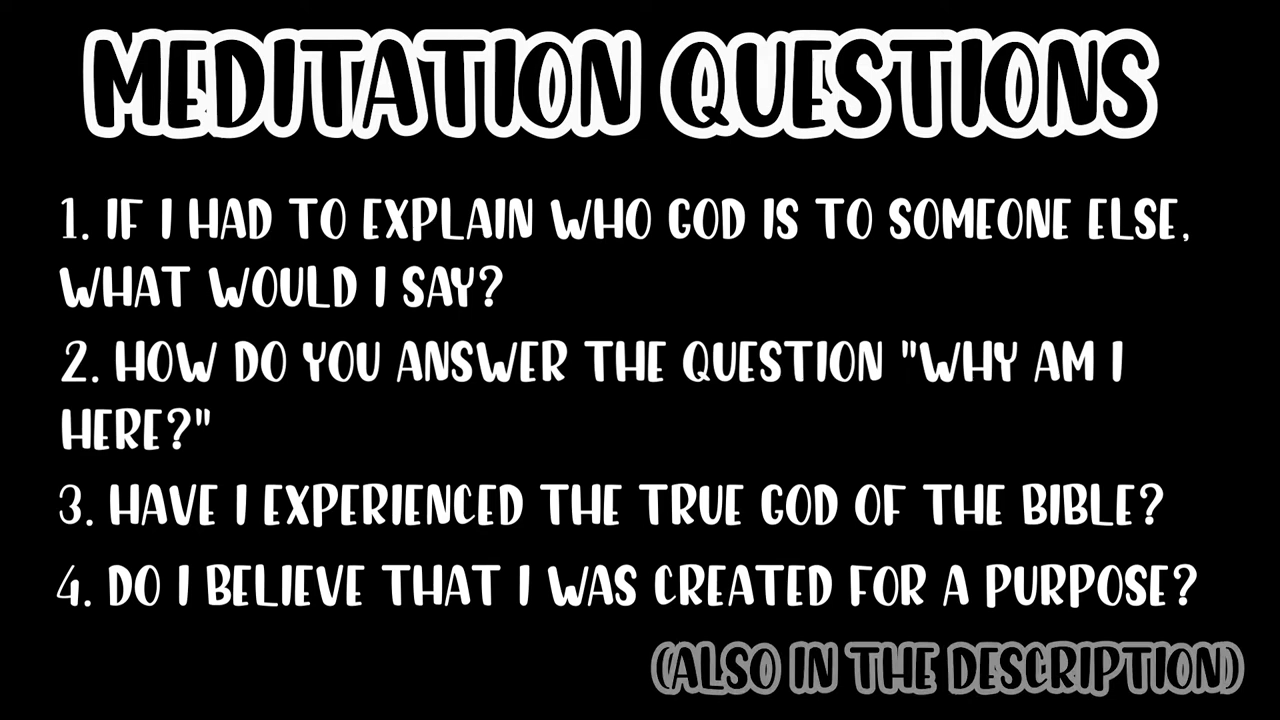 MEDITATION QUESTIONS
1. IF I HAD TO EXPLAIN WHO GOD IS TO SOMEONE ELSE,
WHAT WOULD I SAY?
2. HOW DO YOU ANSWER THE QUESTION "WHY AM I
HERE?"
3. HAVE I EXPERIENCED THE TRUE GOD OF THE BIBLE?
4. DO I BELIEVE THAT I WAS CREATED FOR A PURPOSE?
(ALSO IN THE DESCRIPTION)